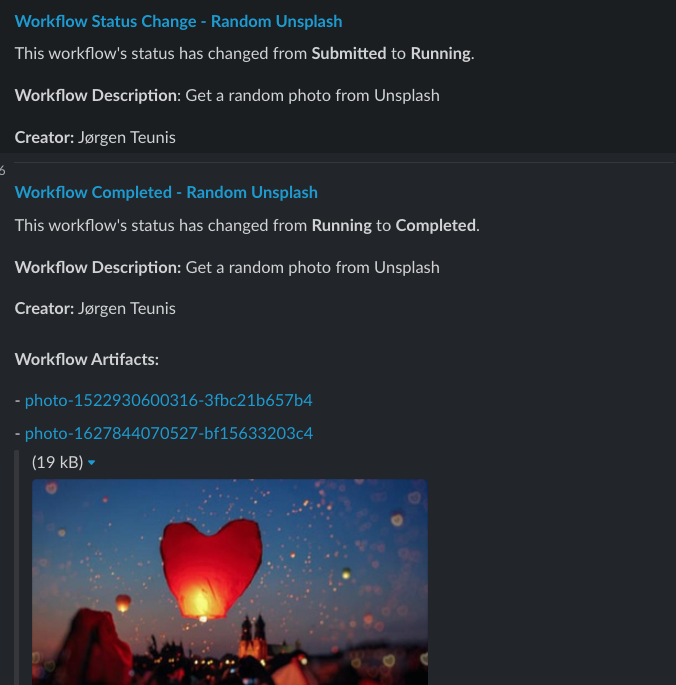 Workflow Status Change - Random Unsplash
This workflow's status has changed from Submitted to Running.
Workflow Description: Get a random photo from Unsplash
Creator: Jørgen Teunis
6
Workflow Completed - Random Unsplash
This workflow's status has changed from Running to Completed.
Workflow Description: Get a random photo from Unsplash
Creator: Jørgen Teunis
Workflow Artifacts:
- photo-1522930600316-3fbc21b657b4
- photo-1627844070527-bf15633203c4
(19 kB)